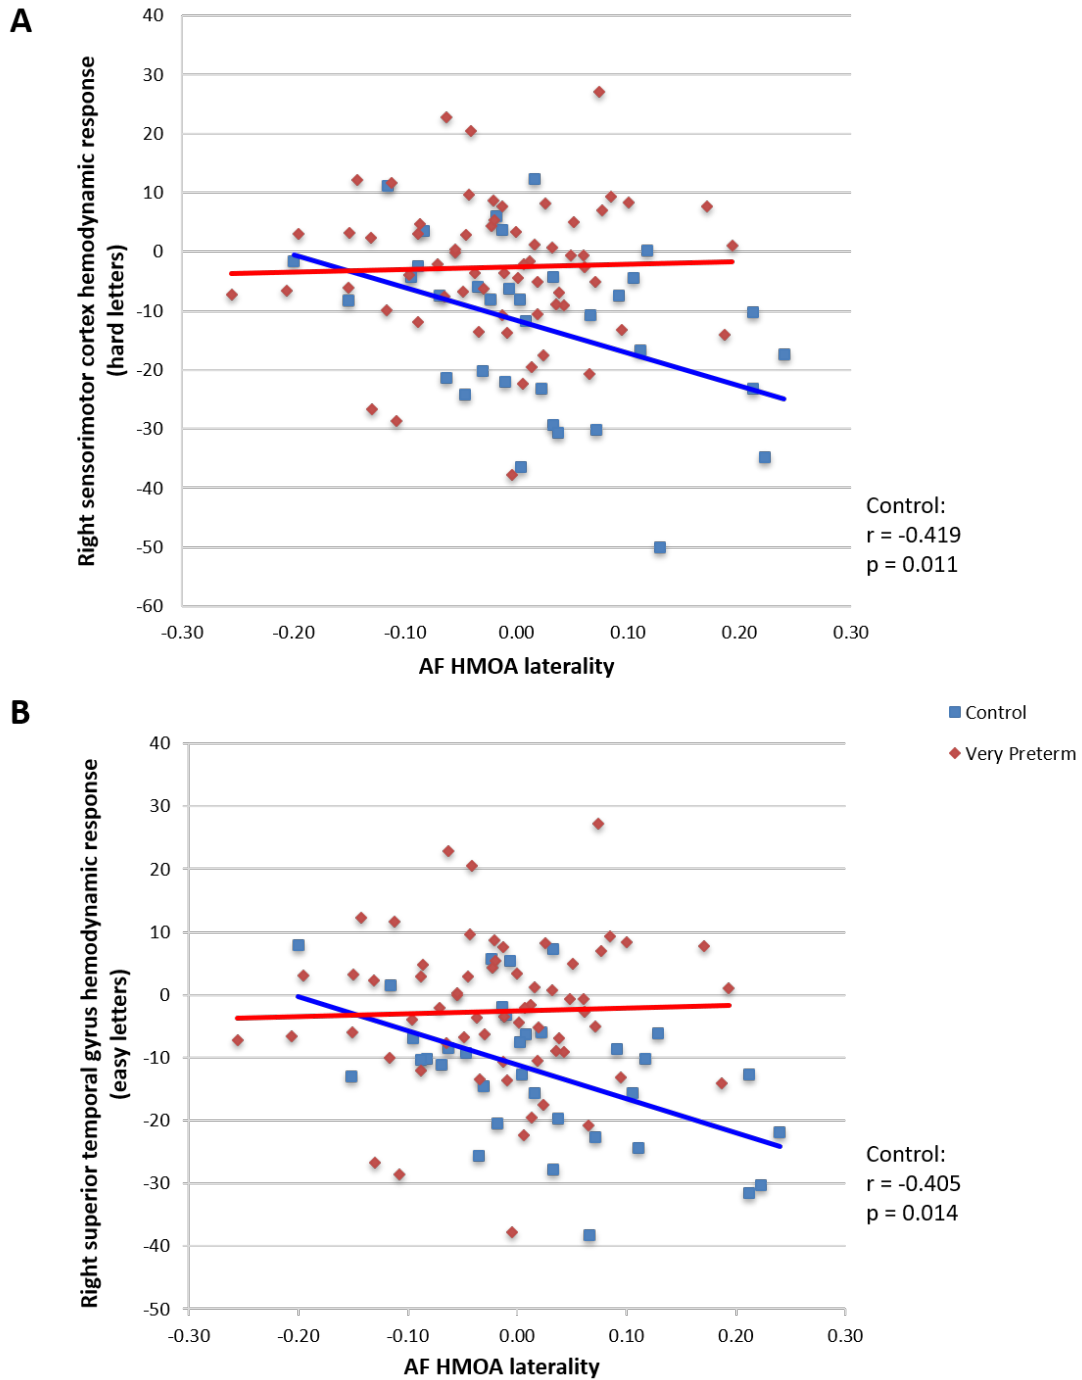 A
Right sensorimotor cortex hemodynamic response
(hard letters)
40
30
20
10
0
-10
-20
-30
-40
-50
-60
-0.30 -0.20 -0.10 0.00 0.10 0.20 0.30
AF HMOA laterality
Control:
r = -0.419
p = 0.011
B
Control
Very Preterm
Right superior temporal gyrus hemodynamic response
(easy letters)
40
30
20
10
0
-10
-20
-30
-40
-50
-0.30 -0.20 -0.10 0.00 0.10 0.20 0.30
AF HMOA laterality
Control:
r = -0.405
p = 0.014